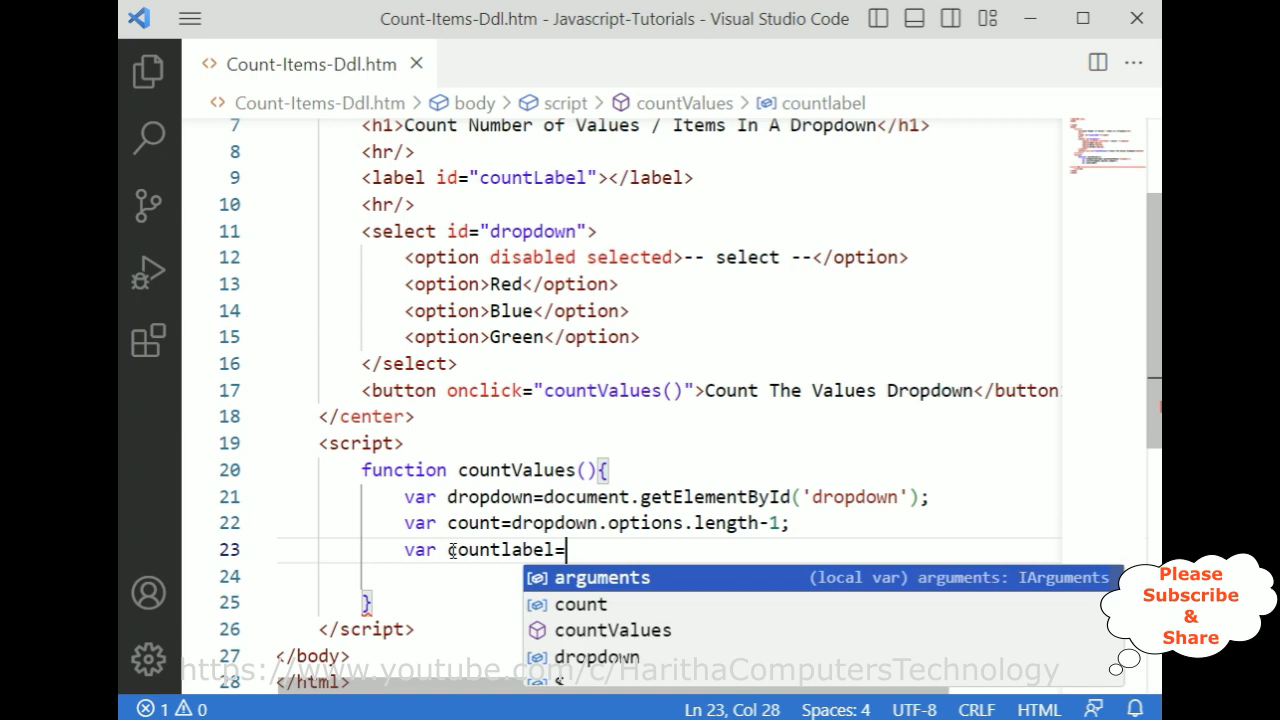 Count-Items-Ddl.htm - Javascript-Tutorials - Visual Studio Code
Count-Items-Ddl.htm
Count-Items-Ddl.htm > body > script > countValues > countlabel
7 <h1>Count Number of Values / Items In A Dropdown</h1>
8 <hr/>
9 <label id="countLabel"></label>
10 <hr/>
11 <select id="dropdown">
12 <option disabled selected>-- select --</option>
13 <option>Red</option>
14 <option>Blue</option>
15 <option>Green</option>
16 </select>
17 <button onclick="countValues()">Count The Values Dropdown</button
18 </center>
19 <script>
20 function countValues(){
21 var dropdown=document.getElementById('dropdown');
22 var count=dropdown.options.length-1;
23 var countlabel=
arguments (local var) arguments: IArguments
24
count
25 }
countValues
26 </script>
dropdown
27 </body>
28 </html>
https://www.youtube.com/c/HarithaComputersTechnology
Please
Subscribe
&
Share
1 0 Ln 23, Col 28 Spaces: 4 UTF-8 CRLF HTML